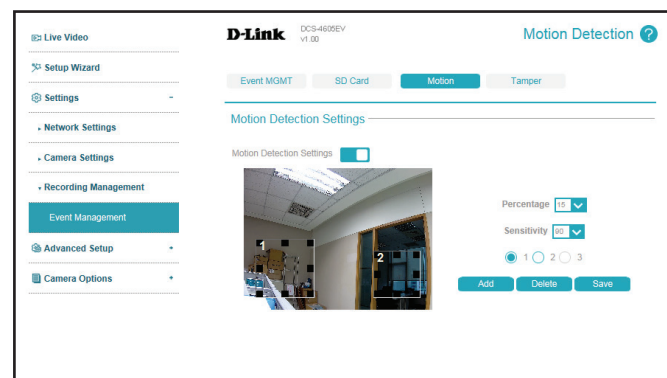 Live Video
Setup Wizard
Settings -
Network Settings
Camera Settings
Recording Management
Event Management
Advanced Setup
Camera Options
D-Link DCS-4605EV
v1.00
Motion Detection ?
Event MGMT SD Card Motion Tamper
Motion Detection Settings
Motion Detection Settings
1
2
Percentage 15
Sensitivity 90
1 2 3
Add Delete Save